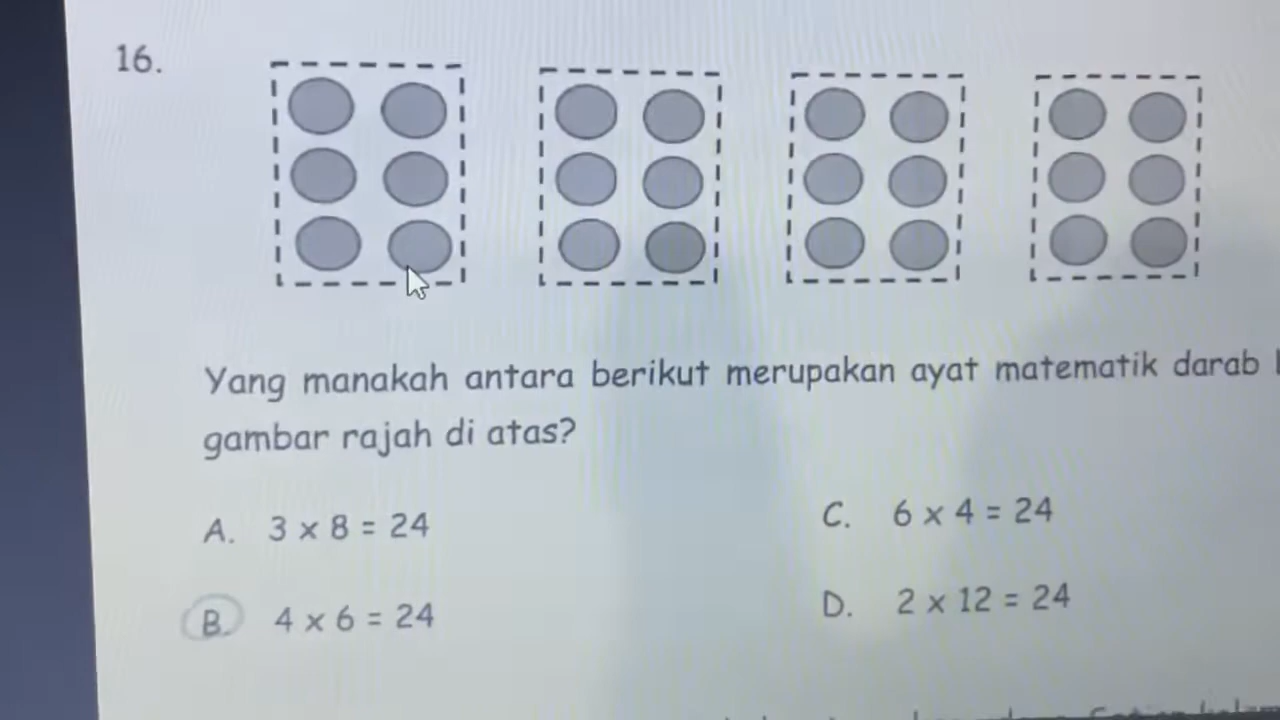 16.
Yang manakah antara berikut merupakan ayat matematik darab
gambar rajah di atas?
A. 3 x 8 = 24
C. 6 x 4 = 24
B. 4 x 6 = 24
D. 2 x 12 = 24